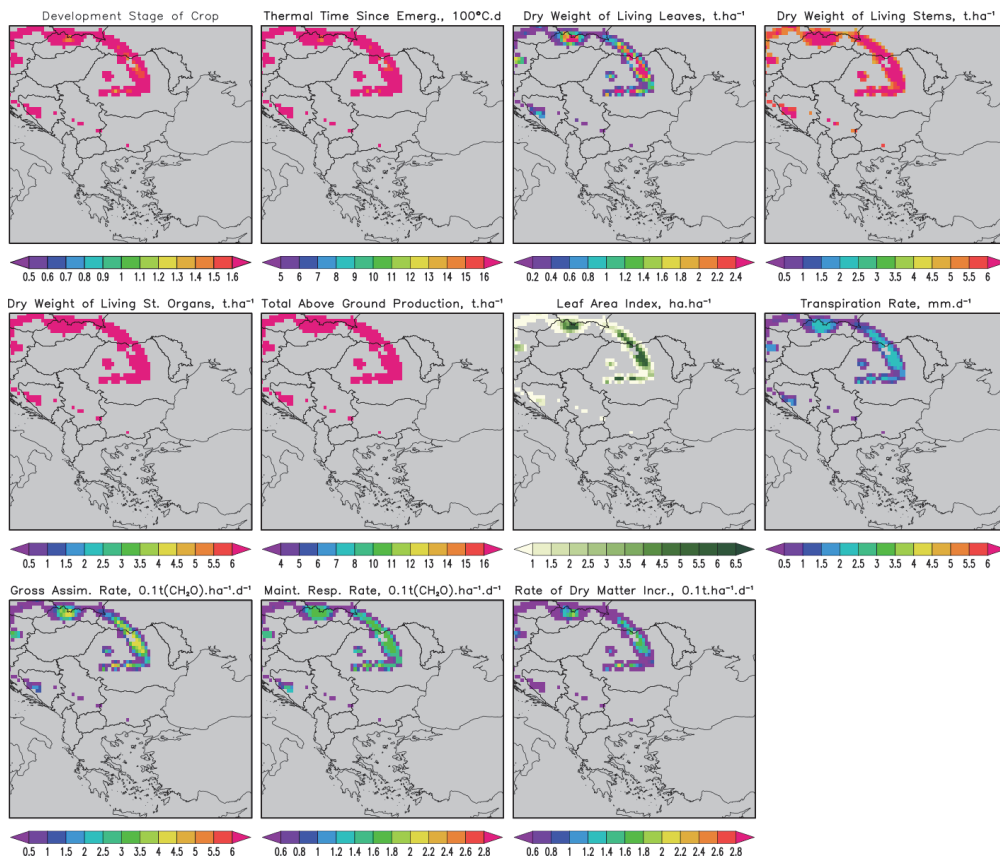 Development Stage of Crop
Thermal Time Since Emerg., 100°C.d
Dry Weight of Living Leaves, t.ha⁻¹
Dry Weight of Living Stems, t.ha⁻¹
0.5 0.6 0.7 0.8 0.9 1 1.1 1.2 1.3 1.4 1.5 1.6
6 7 8 9 10 11 12 13 14 15 16
0.2 0.4 0.6 0.8 1 1.2 1.4 1.6 1.8 2 2.2 2.4
0.5 1 1.5 2 2.5 3 3.5 4 4.5 5 5.5 6
Dry Weight of Living St. Organs, t.ha⁻¹
Total Above Ground Production, t.ha⁻¹
Leaf Area Index, ha.ha⁻¹
Transpiration Rate, mm.d⁻¹
0.5 1 1.5 2 2.5 3 3.5 4 4.5 5 5.5 6
4 5 6 7 8 9 10 11 12 13 14 15 16
1 1.5 2 2.5 3 3.5 4 4.5 5 5.5 6 6.5
0.5 1 1.5 2 2.5 3 3.5 4 4.5 5 5.5 6
Gross Assim. Rate, 0.1t(CH₂O).ha⁻¹.d⁻¹
Maint. Resp. Rate, 0.1t(CH₂O).ha⁻¹.d⁻¹
Rate of Dry Matter Incr., 0.1t.ha⁻¹.d⁻¹
0.5 1 1.5 2 2.5 3 3.5 4 4.5 5 5.5 6
0.6 0.8 1 1.2 1.4 1.6 1.8 2 2.2 2.4 2.6 2.8
0.6 0.8 1 1.2 1.4 1.6 1.8 2 2.2 2.4 2.6 2.8